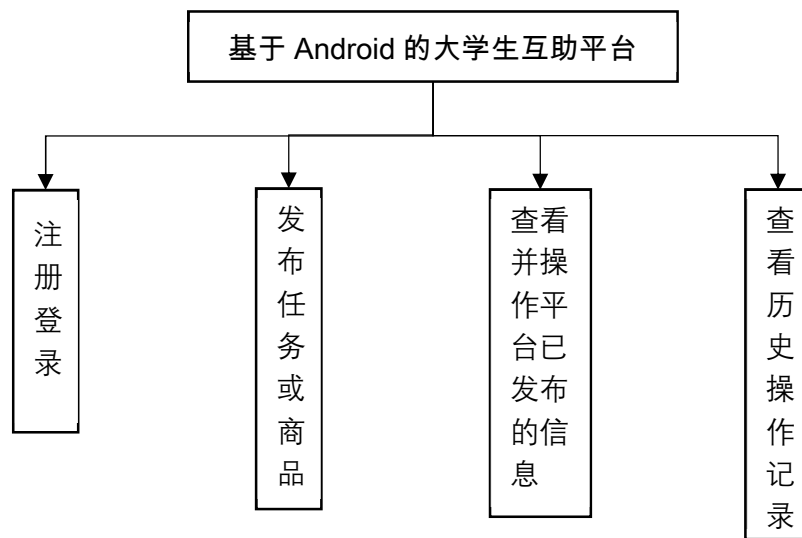 基于 Android 的大学生互助平台
注册登录
发布任务或商品
查看
并操
作平
台已
发布
的信
息
查看历史操作记录